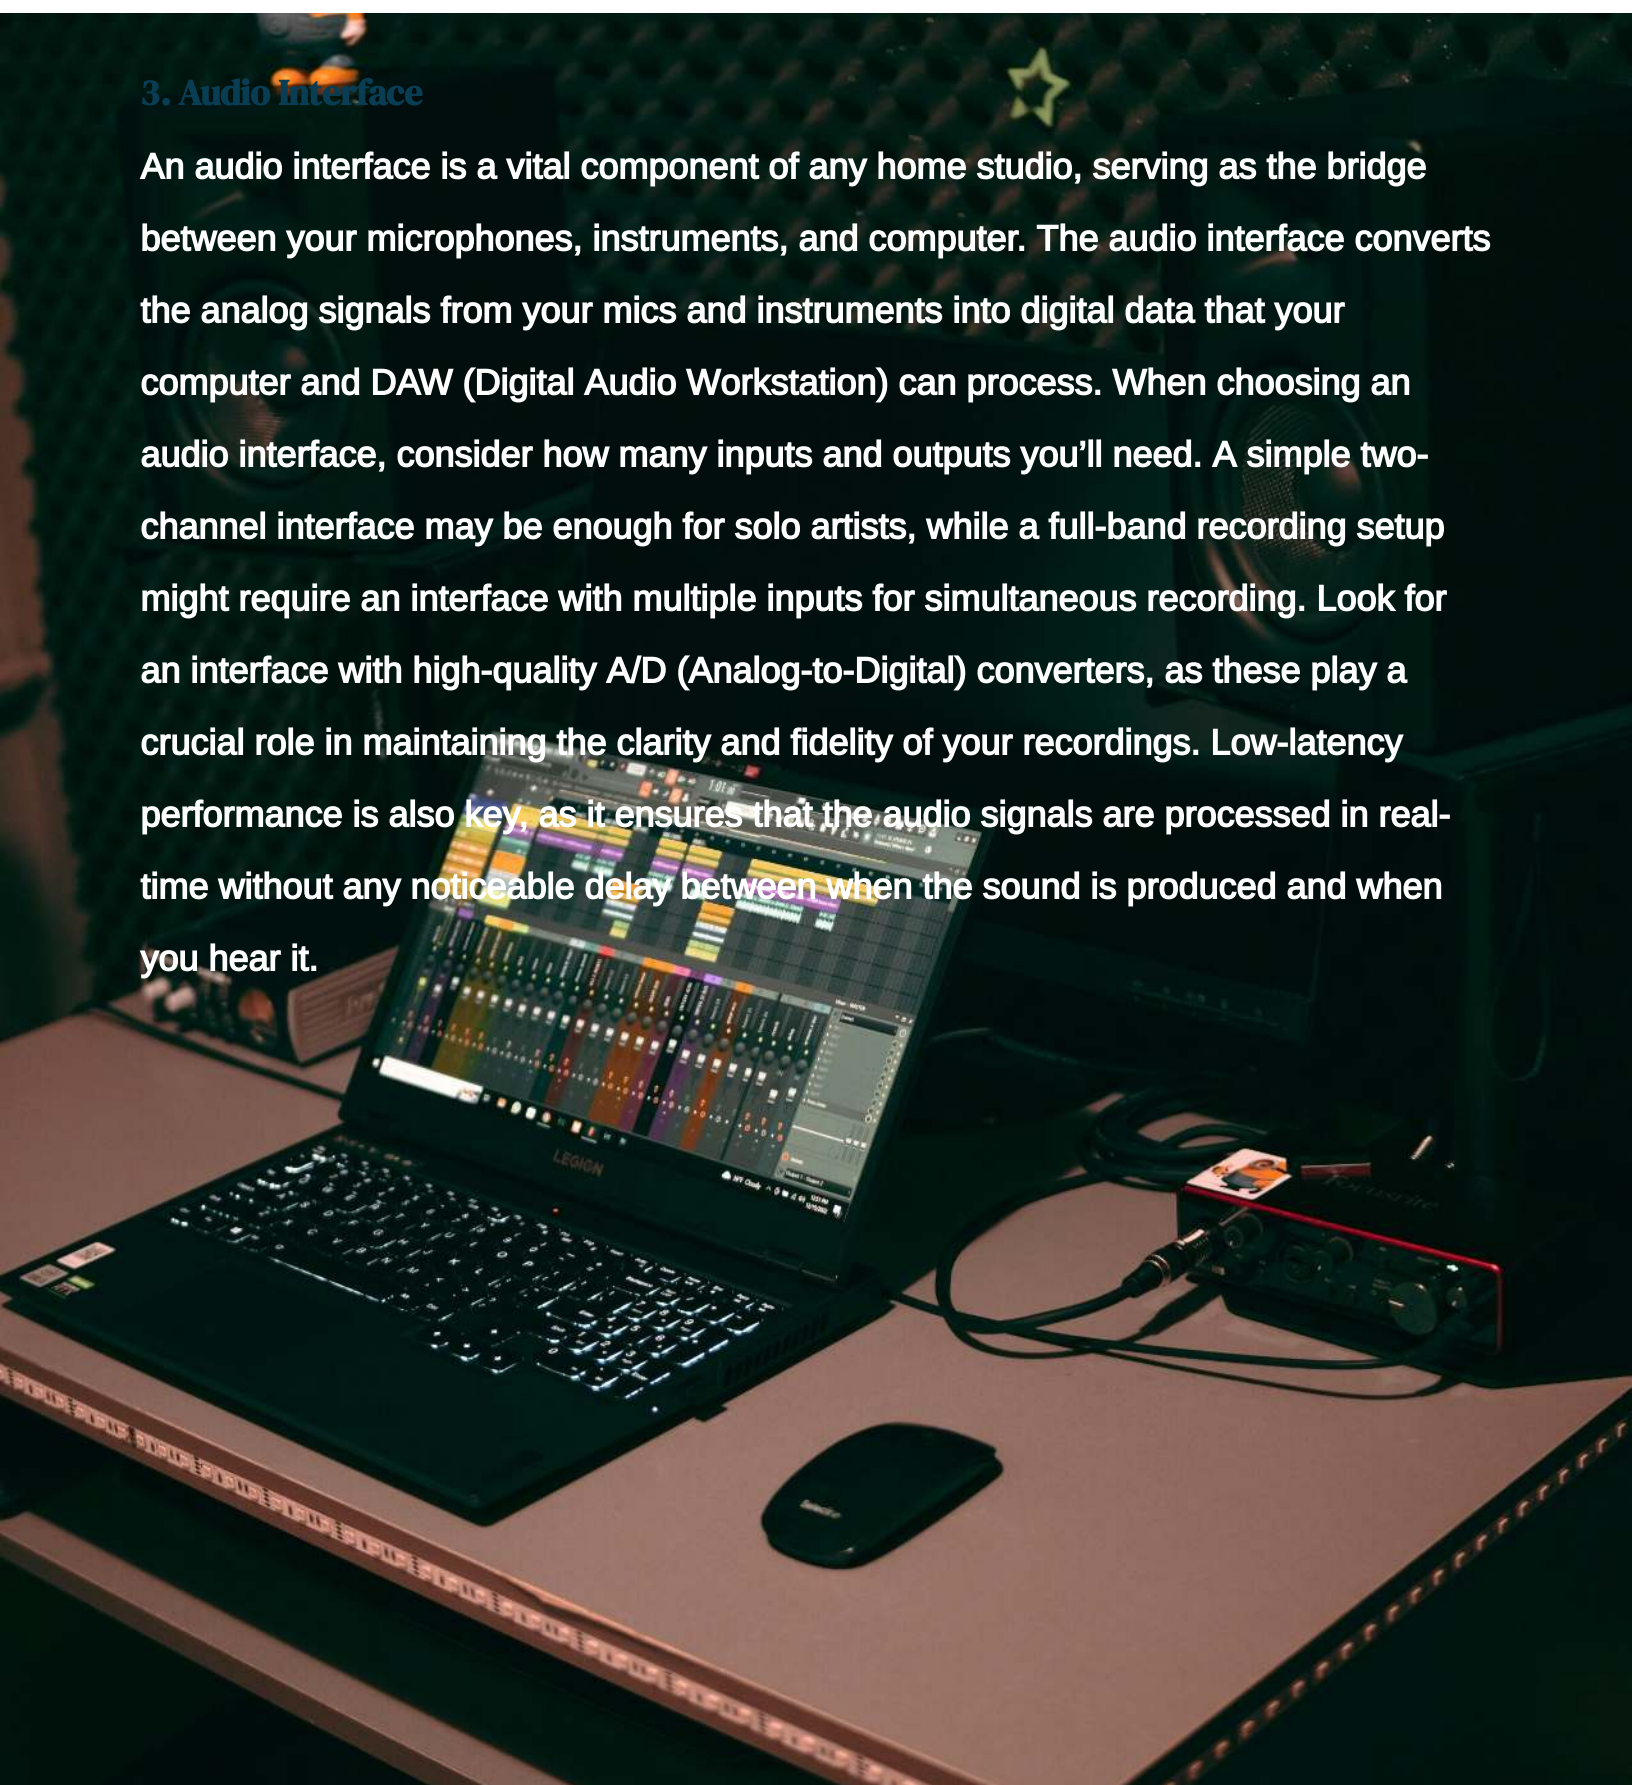 3. Audio Interface
An audio interface is a vital component of any home studio, serving as the bridge
between your microphones, instruments, and computer. The audio interface converts
the analog signals from your mics and instruments into digital data that your
computer and DAW (Digital Audio Workstation) can process. When choosing an
audio interface, consider how many inputs and outputs you’ll need. A simple two-
channel interface may be enough for solo artists, while a full-band recording setup
might require an interface with multiple inputs for simultaneous recording. Look for
an interface with high-quality A/D (Analog-to-Digital) converters, as these play a
crucial role in maintaining the clarity and fidelity of your recordings. Low-latency
performance is also key, as it ensures that the audio signals are processed in real-
time without any noticeable delay between when the sound is produced and when
you hear it.
LEGION
Focusrite